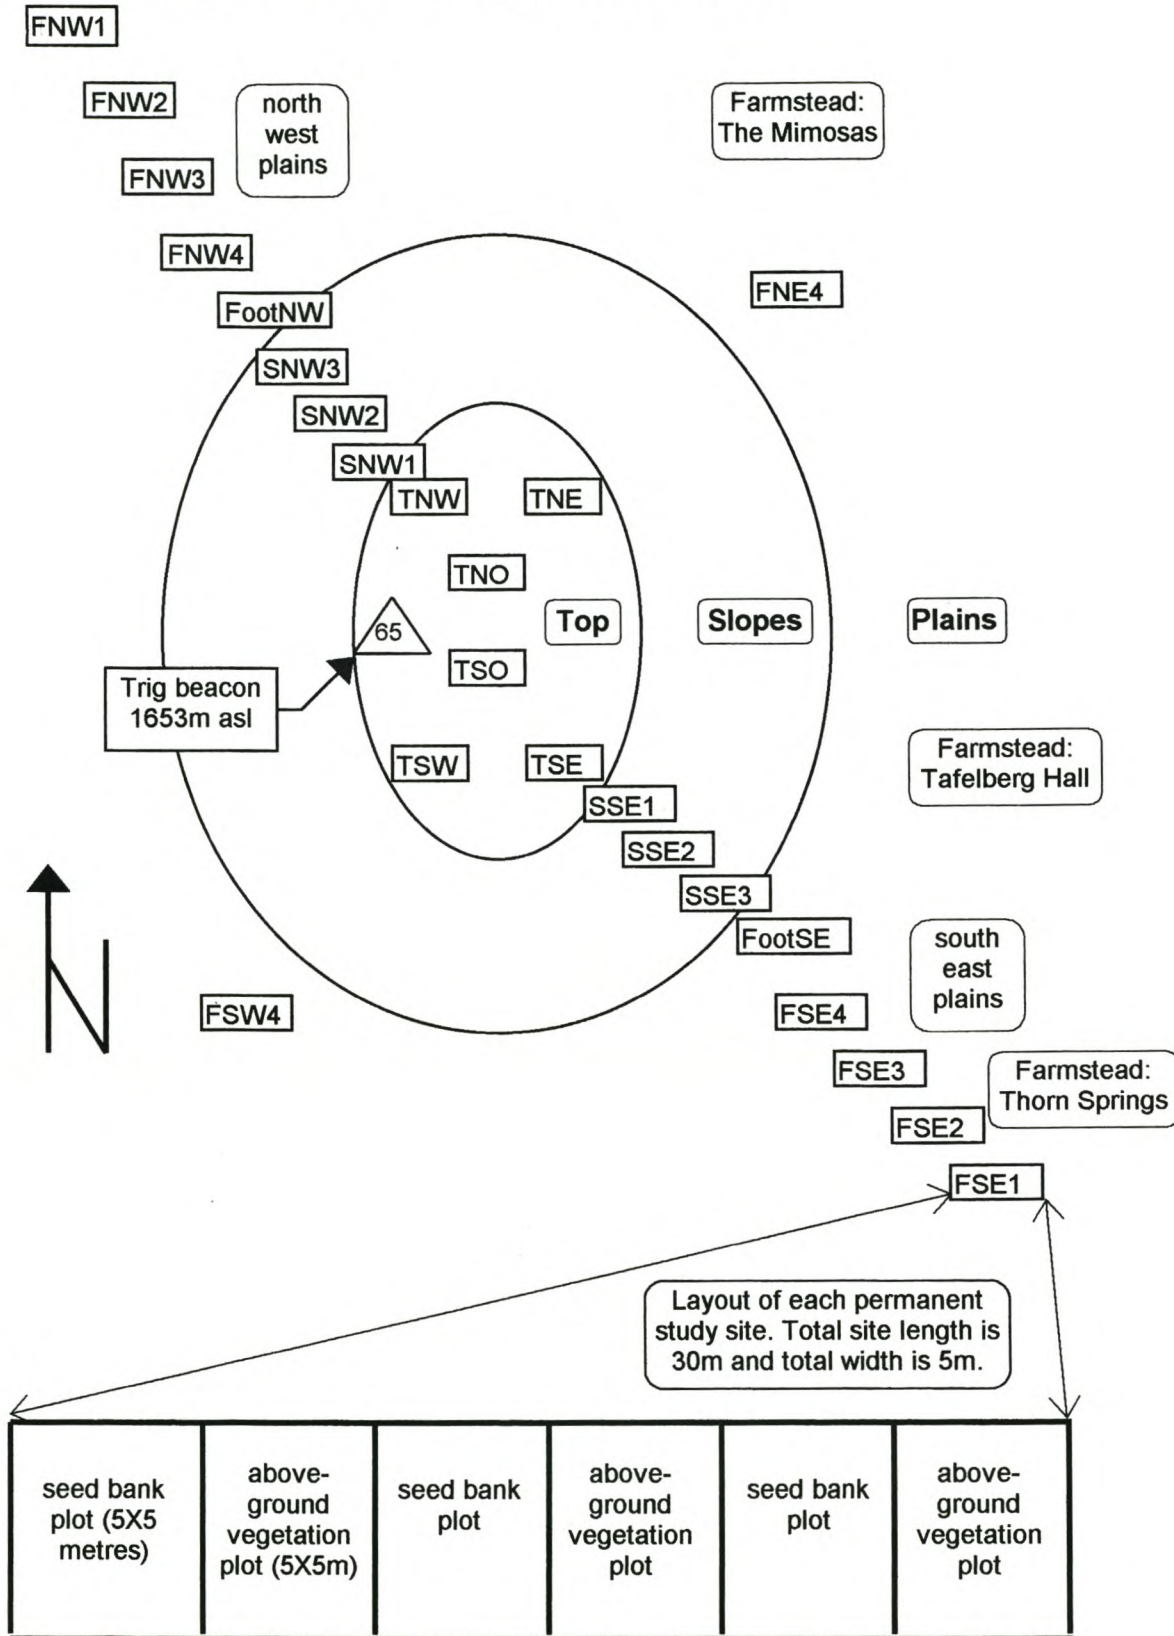 FNW1
FNW2
north
west
plains
Farmstead:
The Mimosas
FNW3
FNW4
FNE4
FootNW
SNW3
SNW2
SNW1
TNW
TNE
TNO
65
Top
Slopes
Plains
TSO
Trig beacon
1653m asl
TSW
TSE
Farmstead:
Tafelberg Hall
SSE1
SSE2
SSE3
FootSE
south
east
plains
N
FSW4
FSE4
FSE3
Farmstead:
Thorn Springs
FSE2
FSE1
Layout of each permanent
study site. Total site length is
30m and total width is 5m.
seed bank
plot (5X5
metres)
above-
ground
vegetation
plot (5X5m)
seed bank
plot
above-
ground
vegetation
plot
seed bank
plot
above-
ground
vegetation
plot